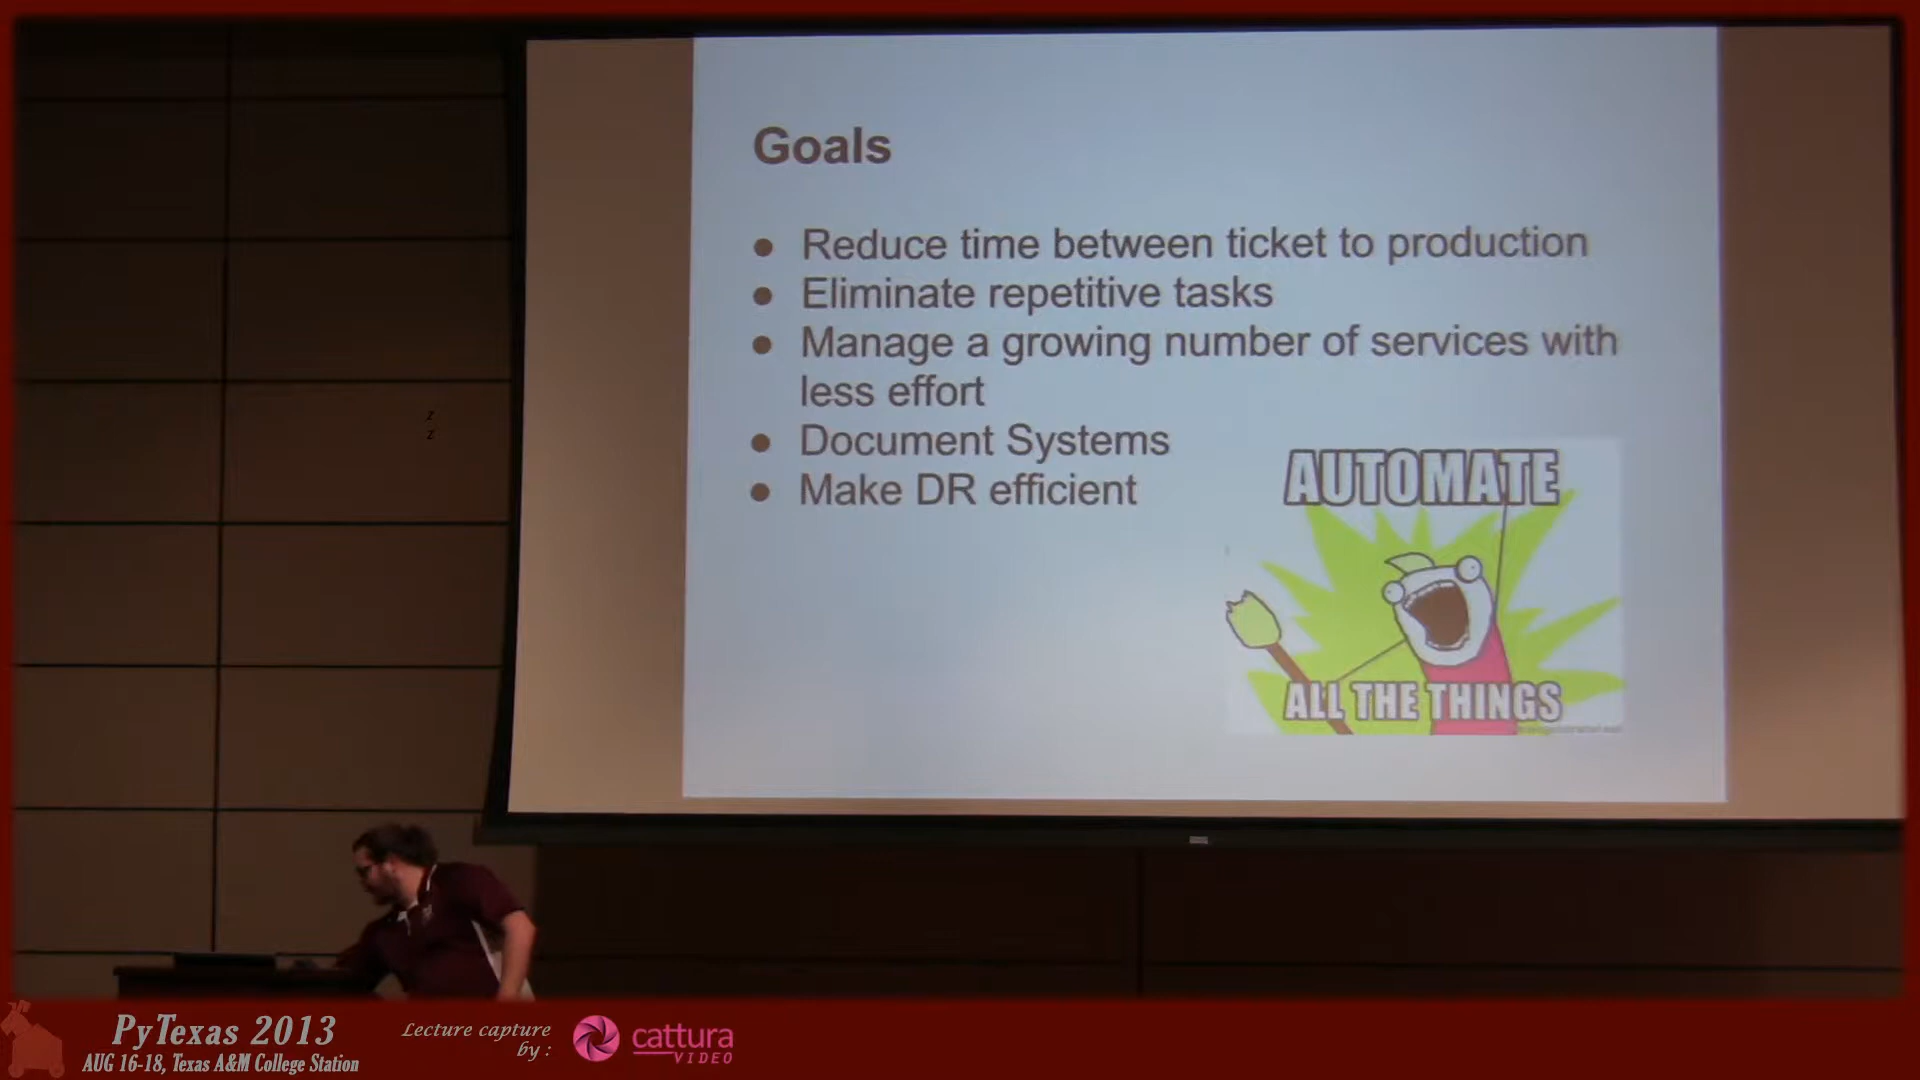 Goals
● Reduce time between ticket to production
● Eliminate repetitive tasks
● Manage a growing number of services with
less effort
● Document Systems
● Make DR efficient
AUTOMATE
ALL THE THINGS
z
z
PyTexas 2013
AUG 16-18, Texas A&M College Station
Lecture capture
by :
cattura
VIDEO